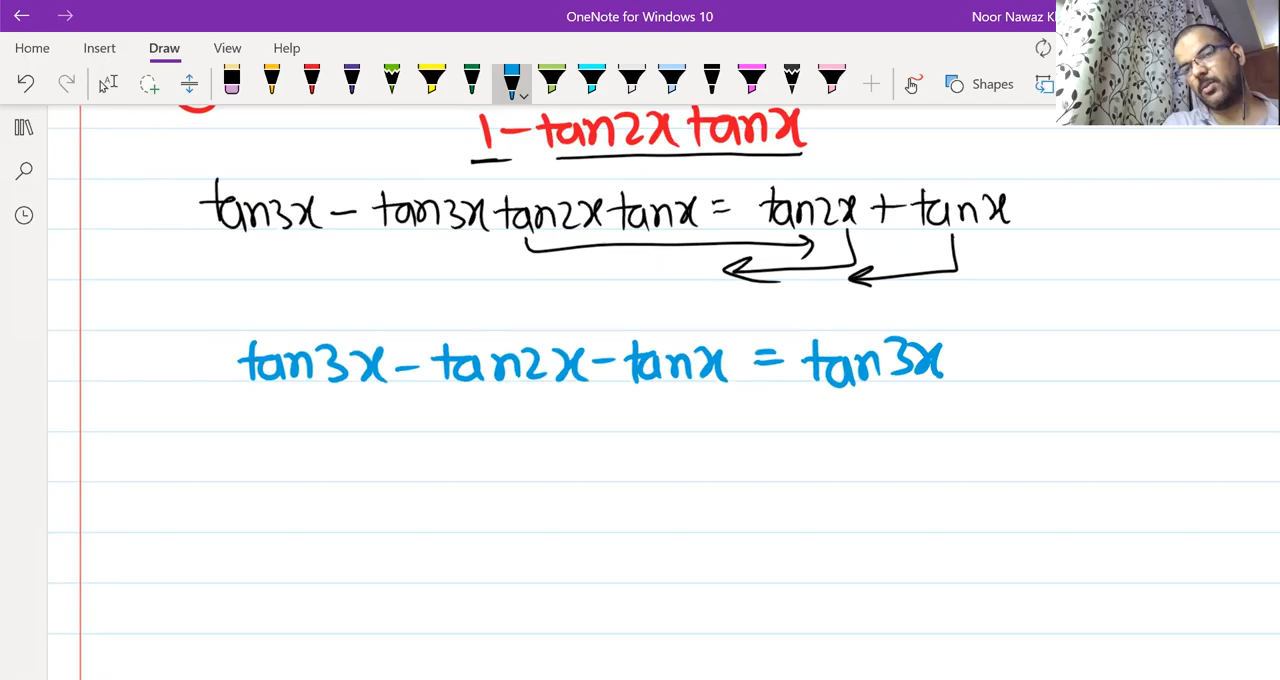 OneNote for Windows 10
Noor Nawaz K
Home Insert Draw View Help
Shapes
1 - tan2x tanx
tan3x - tan3x tan2x tanx = tan2x + tanx
tan3x - tan2x - tanx = tan3x